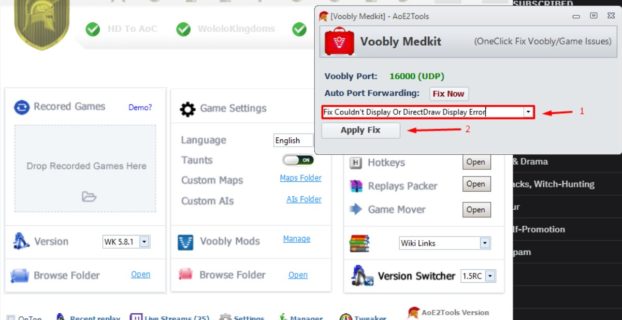 SUBSCRIBED
HD To AoC
WololoKingdoms
[Voobly Medkit] - AoE2Tools
Voobly Medkit
(OneClick Fix Voobly/Game Issues)
Voobly Port: 16000 (UDP)
Auto Port Forwarding: Fix Now
Fix Couldn't Display Or DirectDraw Display Error
1
Apply Fix
2
Recored Games
Demo?
Drop Recorded Games Here
Version
WK 5.8.1
Browse Folder
Open
Game Settings
Language
English
Taunts
ON
Custom Maps
Maps Folder
Custom AIs
AIs Folder
Voobly Mods
Manage
Browse Folder
Open
H
Hotkeys
Open
Replays Packer
Open
Game Mover
Open
Wiki Links
Version Switcher
1.5RC
& Drama
cks, Witch-Hunting
ur
lf-Promotion
pam
OnTop
Recent replay
Live Streams (25)
Settings
Manager
Tweaker
AoE2Tools Version